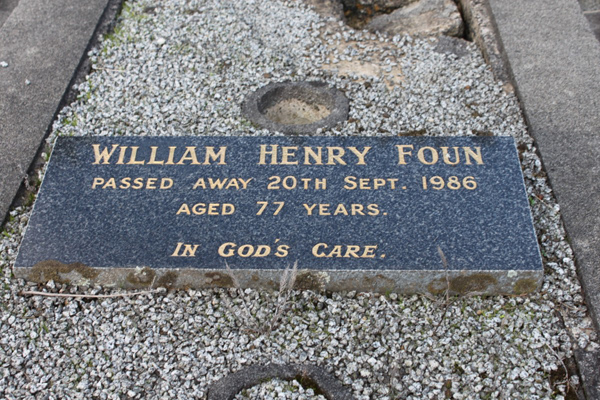 WILLIAM HENRY FOUN
PASSED AWAY 20TH SEPT. 1986
AGED 77 YEARS.
IN GOD'S CARE.